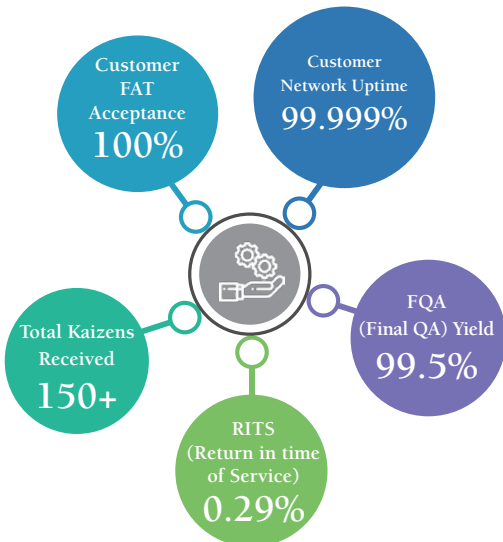 Customer
FAT
Acceptance
100%
Customer
Network Uptime
99.999%
Total Kaizens
Received
150+
FQA
(Final QA) Yield
99.5%
RITS
(Return in time
of Service)
0.29%